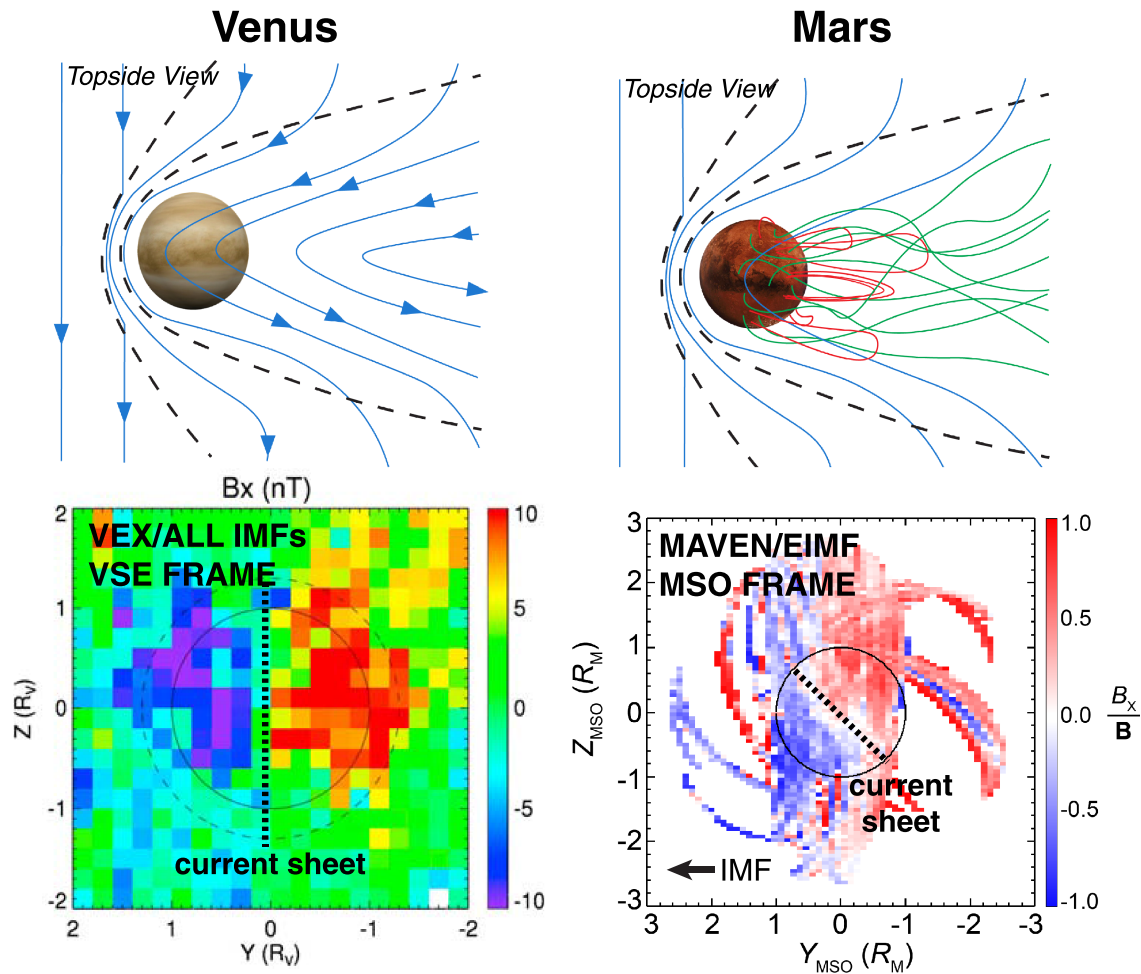 Venus
Mars
Topside View
Topside View
Bx (nT)
VEX/ALL IMFs
VSE FRAME
current sheet
2
1
0
-1
-2
Z (Rv)
2
1
0
-1
-2
Y (Rv)
10
5
0
-5
-10
MAVEN/EIMF
MSO FRAME
current
sheet
IMF
3
2
1
0
-1
-2
-3
ZMSO (RM)
3
2
1
0
-1
-2
-3
YMSO (RM)
1.0
0.5
0.0
-0.5
-1.0
BX
B